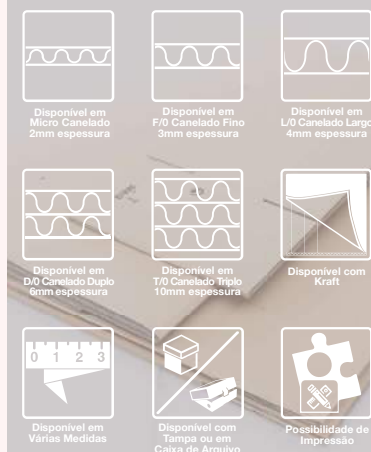 Disponível em
Micro Canelado
2mm espessura
Disponível em
F/0 Canelado Fino
3mm espessura
Disponível em
L/0 Canelado Largo
4mm espessura
Disponível em
D/0 Canelado Duplo
6mm espessura
Disponível em
T/0 Canelado Triplo
10mm espessura
Disponível com
Kraft
0 1 2 3
Disponível em
Várias Medidas
Disponível com
Tampa ou em
Caixa de Arquivo
Possibilidade de
Impressão